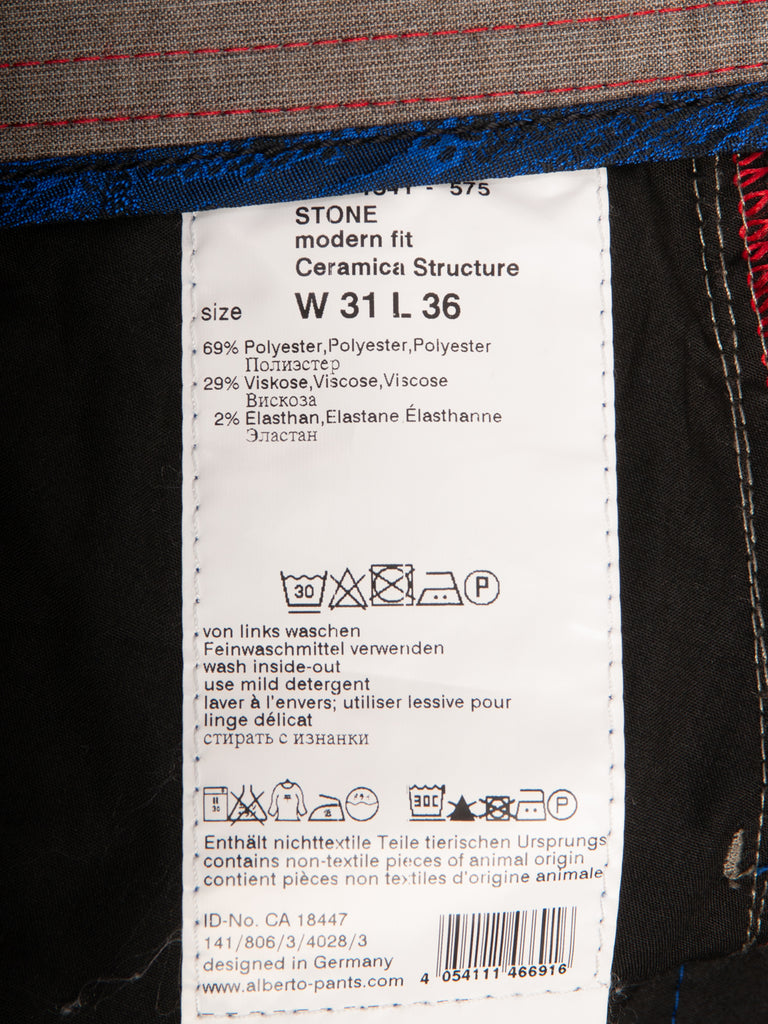 - 575
STONE
modern fit
Ceramica Structure
size W 31 L 36
69% Polyester,Polyester,Polyester
Полиэстер
29% Viskose,Viscose,Viscose
Вискоза
2% Elasthan,Elastane Élasthanne
Эластан
30 P
von links waschen
Feinwaschmittel verwenden
wash inside-out
use mild detergent
laver à l'envers; utiliser lessive pour
linge délicat
стирать с изнанки
30 30C P
Enthält nichttextile Teile tierischen Ursprungs
contains non-textile pieces of animal origin
contient pièces non textiles d'origine animale
ID-No. CA 18447
141/806/3/4028/3
designed in Germany
www.alberto-pants.com
4 054111 466916